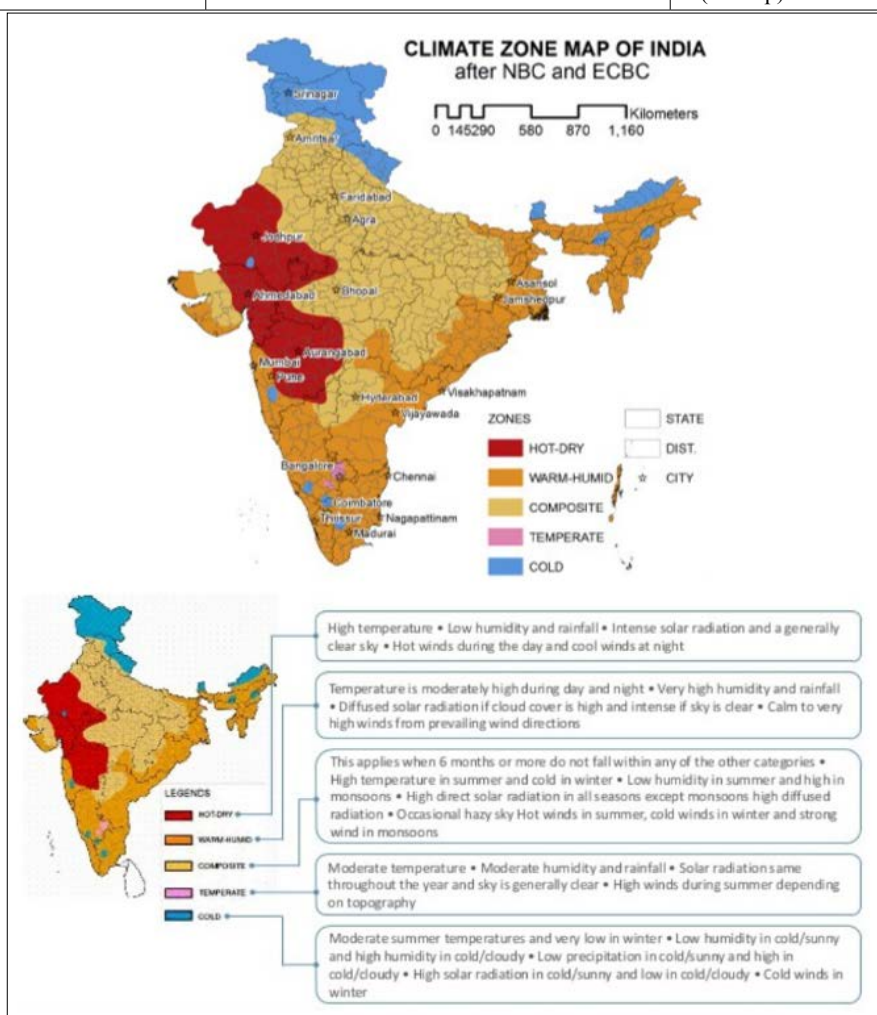 CLIMATE ZONE MAP OF INDIA
after NBC and ECBC
Kilometers
0 145290 580 870 1,160
Srinagar
Amritsar
Faridabad
Agra
Jodhpur
Ahmedabad
Bhopal
Asansol
Jamshedpur
Aurangabad
Mumbai
Pune
Hyderabad
Visakhapatnam
Vijayawada
Bangalore
Chennai
Coimbatore
Thrissur
Nagapattinam
Madurai
ZONES
HOT-DRY
WARM-HUMID
COMPOSITE
TEMPERATE
COLD
STATE
DIST.
CITY
LEGENDS
HOT-DRY
WARM-HUMID
COMPOSITE
TEMPERATE
COLD
High temperature • Low humidity and rainfall • Intense solar radiation and a generally
clear sky • Hot winds during the day and cool winds at night
Temperature is moderately high during day and night • Very high humidity and rainfall
• Diffused solar radiation if cloud cover is high and intense if sky is clear • Calm to very
high winds from prevailing wind directions
This applies when 6 months or more do not fall within any of the other categories •
High temperature in summer and cold in winter • Low humidity in summer and high in
monsoons • High direct solar radiation in all seasons except monsoons high diffused
radiation • Occasional hazy sky Hot winds in summer, cold winds in winter and strong
wind in monsoons
Moderate temperature • Moderate humidity and rainfall • Solar radiation same
throughout the year and sky is generally clear • High winds during summer depending
on topography
Moderate summer temperatures and very low in winter • Low humidity in cold/sunny
and high humidity in cold/cloudy • Low precipitation in cold/sunny and high in
cold/cloudy • High solar radiation in cold/sunny and low in cold/cloudy • Cold winds in
winter